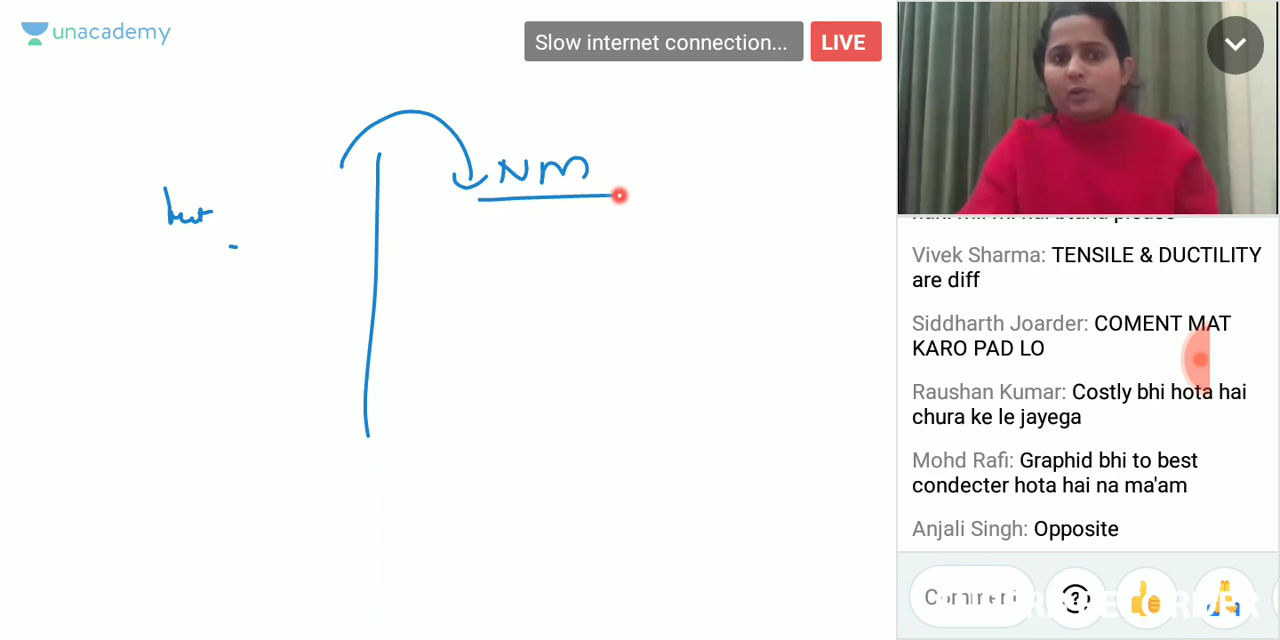 unacademy
Slow internet connection...
LIVE
NM
Vivek Sharma: TENSILE & DUCTILITY
are diff
Siddharth Joarder: COMENT MAT
KARO PAD LO
Raushan Kumar: Costly bhi hota hai
chura ke le jayega
Mohd Rafi: Graphid bhi to best
condecter hota hai na ma'am
Anjali Singh: Opposite